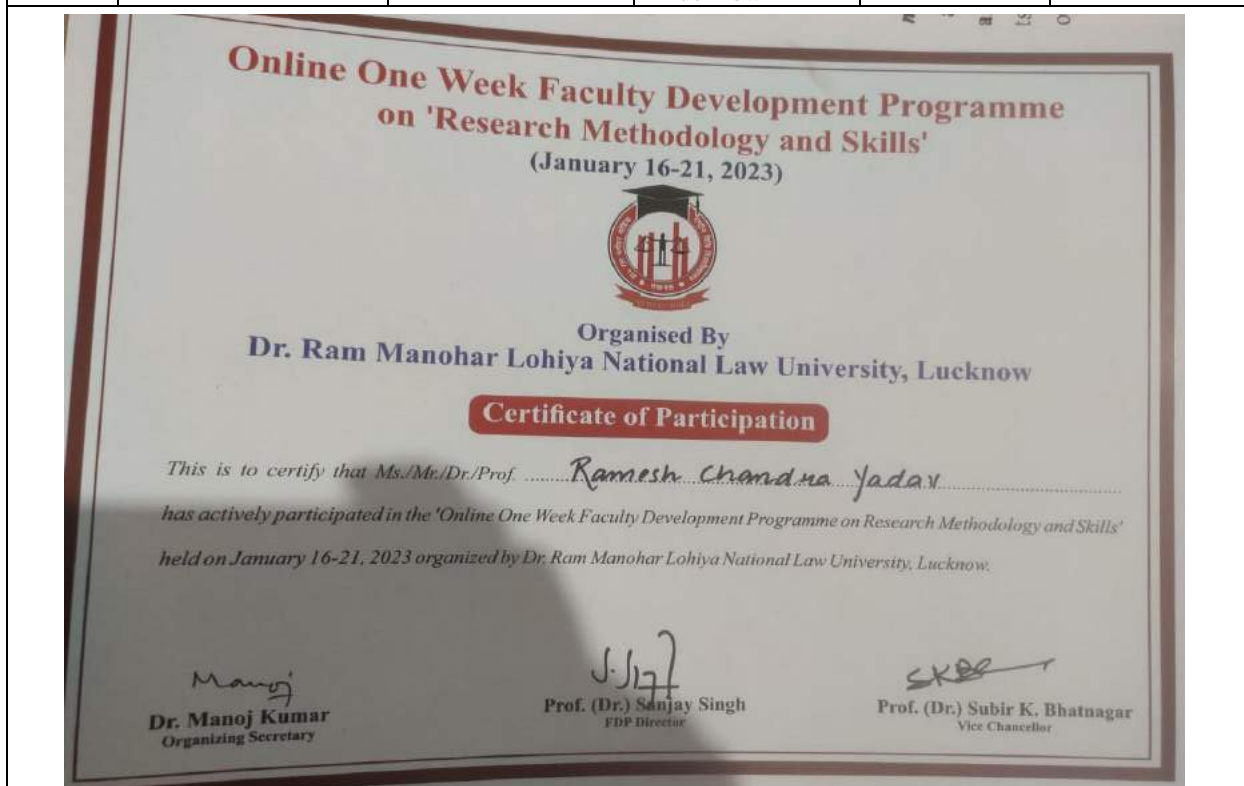 Online One Week Faculty Development Programme
on 'Research Methodology and Skills'
(January 16-21, 2023)
Organised By
Dr. Ram Manohar Lohiya National Law University, Lucknow
Certificate of Participation
This is to certify that Ms./Mr./Dr./Prof. ........Ramesh Chandra Yadav........
has actively participated in the 'Online One Week Faculty Development Programme on Research Methodology and Skills'
held on January 16-21, 2023 organized by Dr. Ram Manohar Lohiya National Law University, Lucknow.
Manoj
Dr. Manoj Kumar
Organizing Secretary
Prof. (Dr.) Sanjay Singh
FDP Director
Prof. (Dr.) Subir K. Bhatnagar
Vice Chancellor